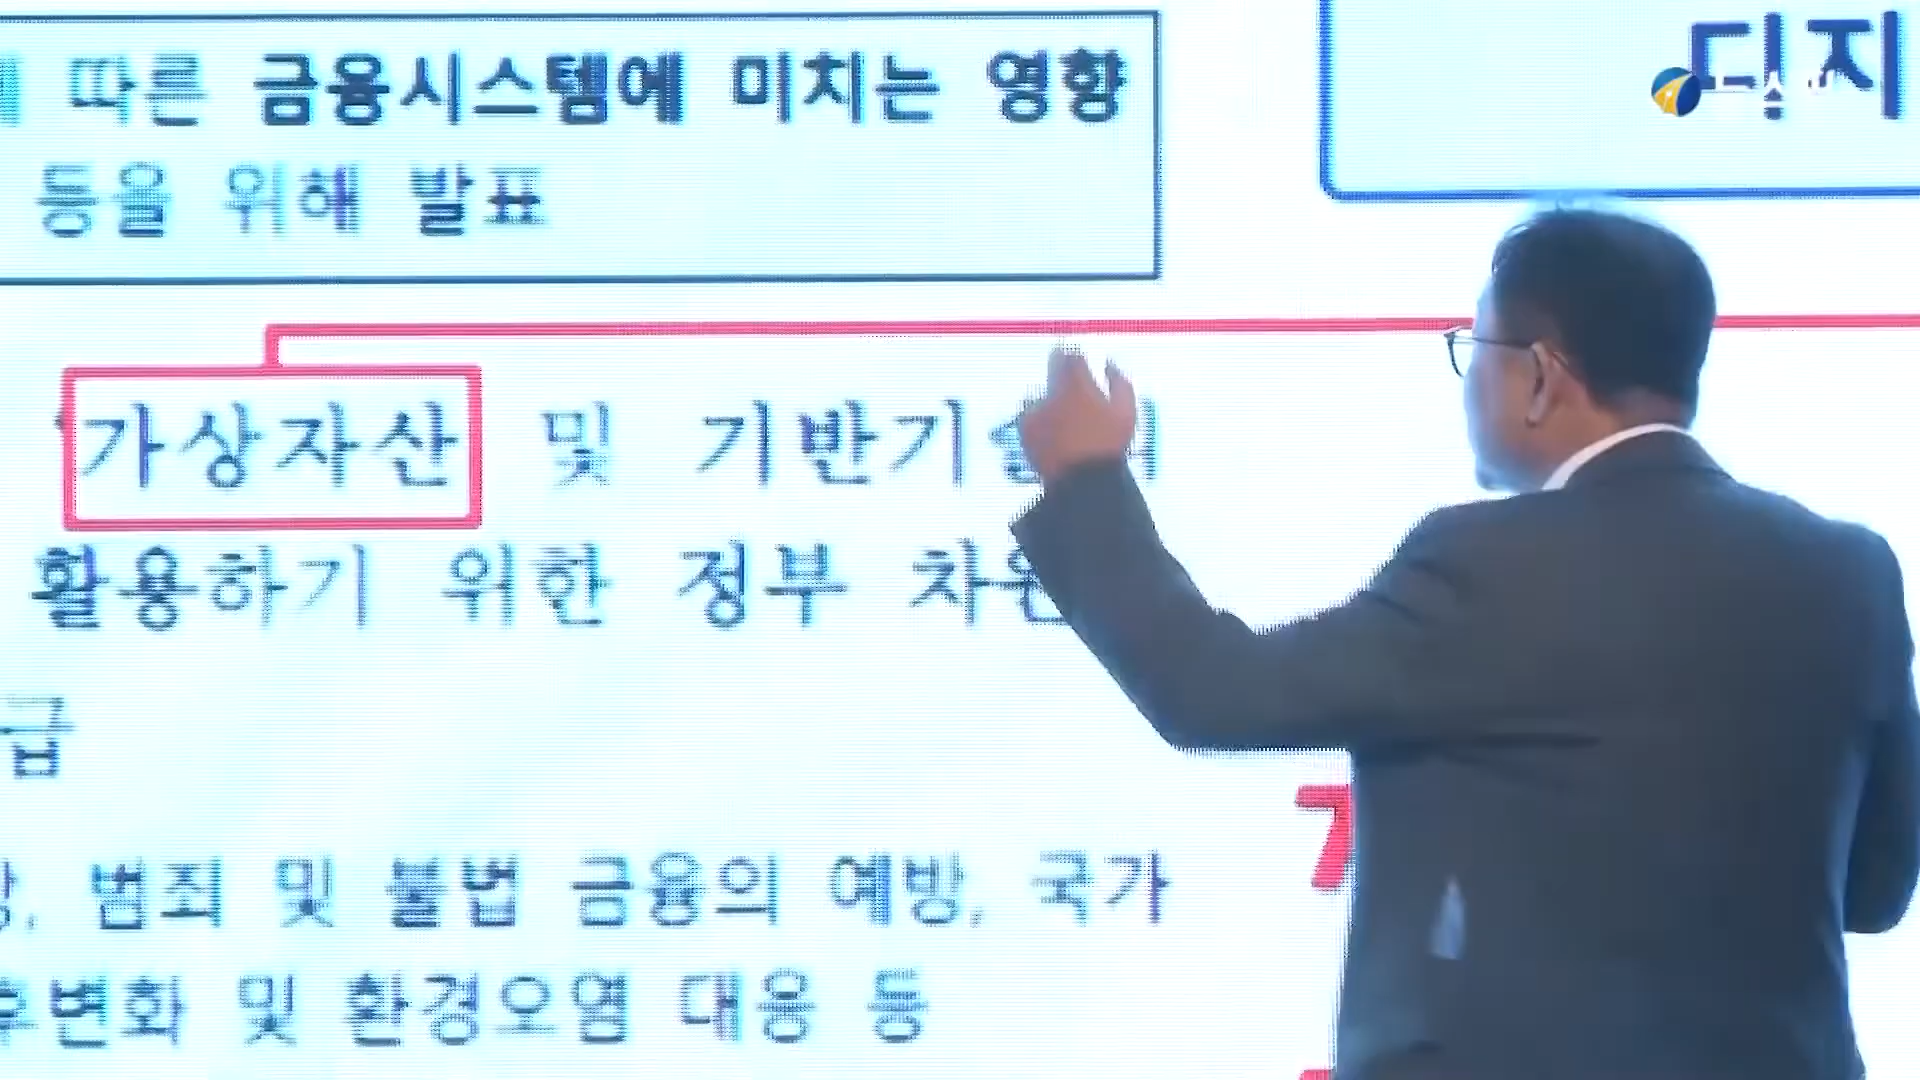 따른 금융시스템에 미치는 영향
등을 위해 발표
디지
가상자산 및 기반기술
활용하기 위한 정부 차원
급
범죄 및 불법 금융의 예방, 국가
변화 및 환경오염 대응 등